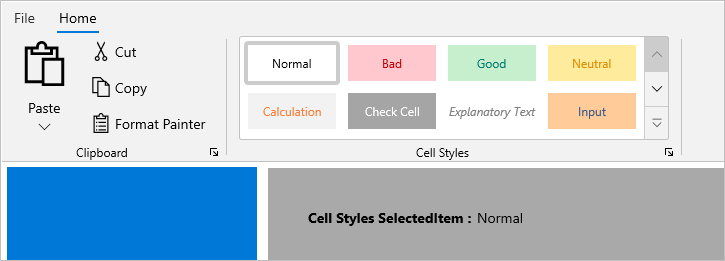 File Home
Paste
Cut
Copy
Format Painter
Clipboard
Normal Bad Good Neutral
Calculation Check Cell Explanatory Text Input
Cell Styles
Cell Styles SelectedItem : Normal